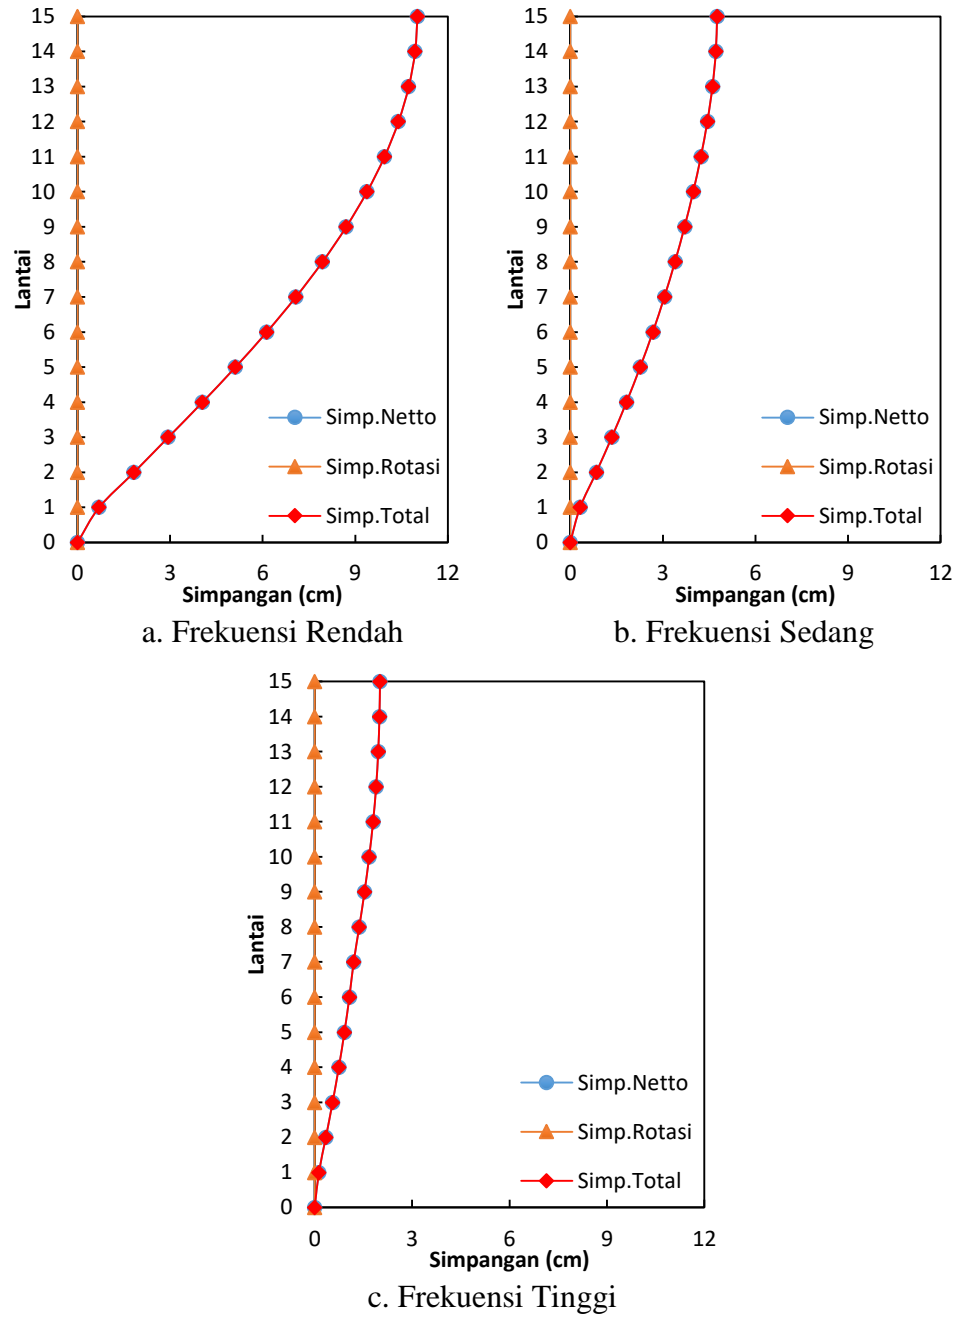 15
14
13
12
11
10
9
8
7
6
5
4
3
2
1
0
Lantai
Simp.Netto
Simp.Rotasi
Simp.Total
0 3 6 9 12
Simpangan (cm)
a. Frekuensi Rendah
15
14
13
12
11
10
9
8
7
6
5
4
3
2
1
0
Lantai
Simp.Netto
Simp.Rotasi
Simp.Total
0 3 6 9 12
Simpangan (cm)
b. Frekuensi Sedang
15
14
13
12
11
10
9
8
7
6
5
4
3
2
1
0
Lantai
Simp.Netto
Simp.Rotasi
Simp.Total
0 3 6 9 12
Simpangan (cm)
c. Frekuensi Tinggi